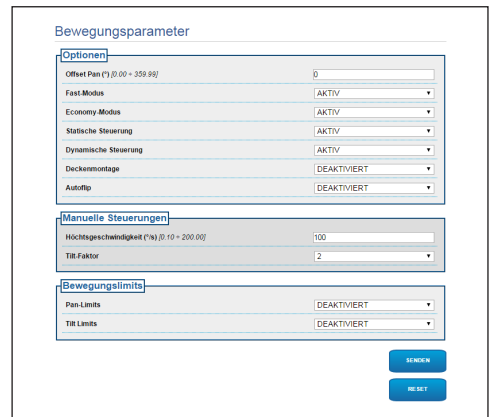 Bewegungsparameter
Optionen
Offset Pan (°) [0.00 ÷ 359.99] 0
Fast-Modus AKTIV
Economy-Modus AKTIV
Statische Steuerung AKTIV
Dynamische Steuerung AKTIV
Deckenmontage DEAKTIVIERT
Autoflip DEAKTIVIERT
Manuelle Steuerungen
Höchtsgeschwindigkeit (°/s) [0.10 ÷ 200.00] 100
Tilt-Faktor 2
Bewegungslimits
Pan-Limits DEAKTIVIERT
Tilt Limits DEAKTIVIERT
SENDEN
RESET